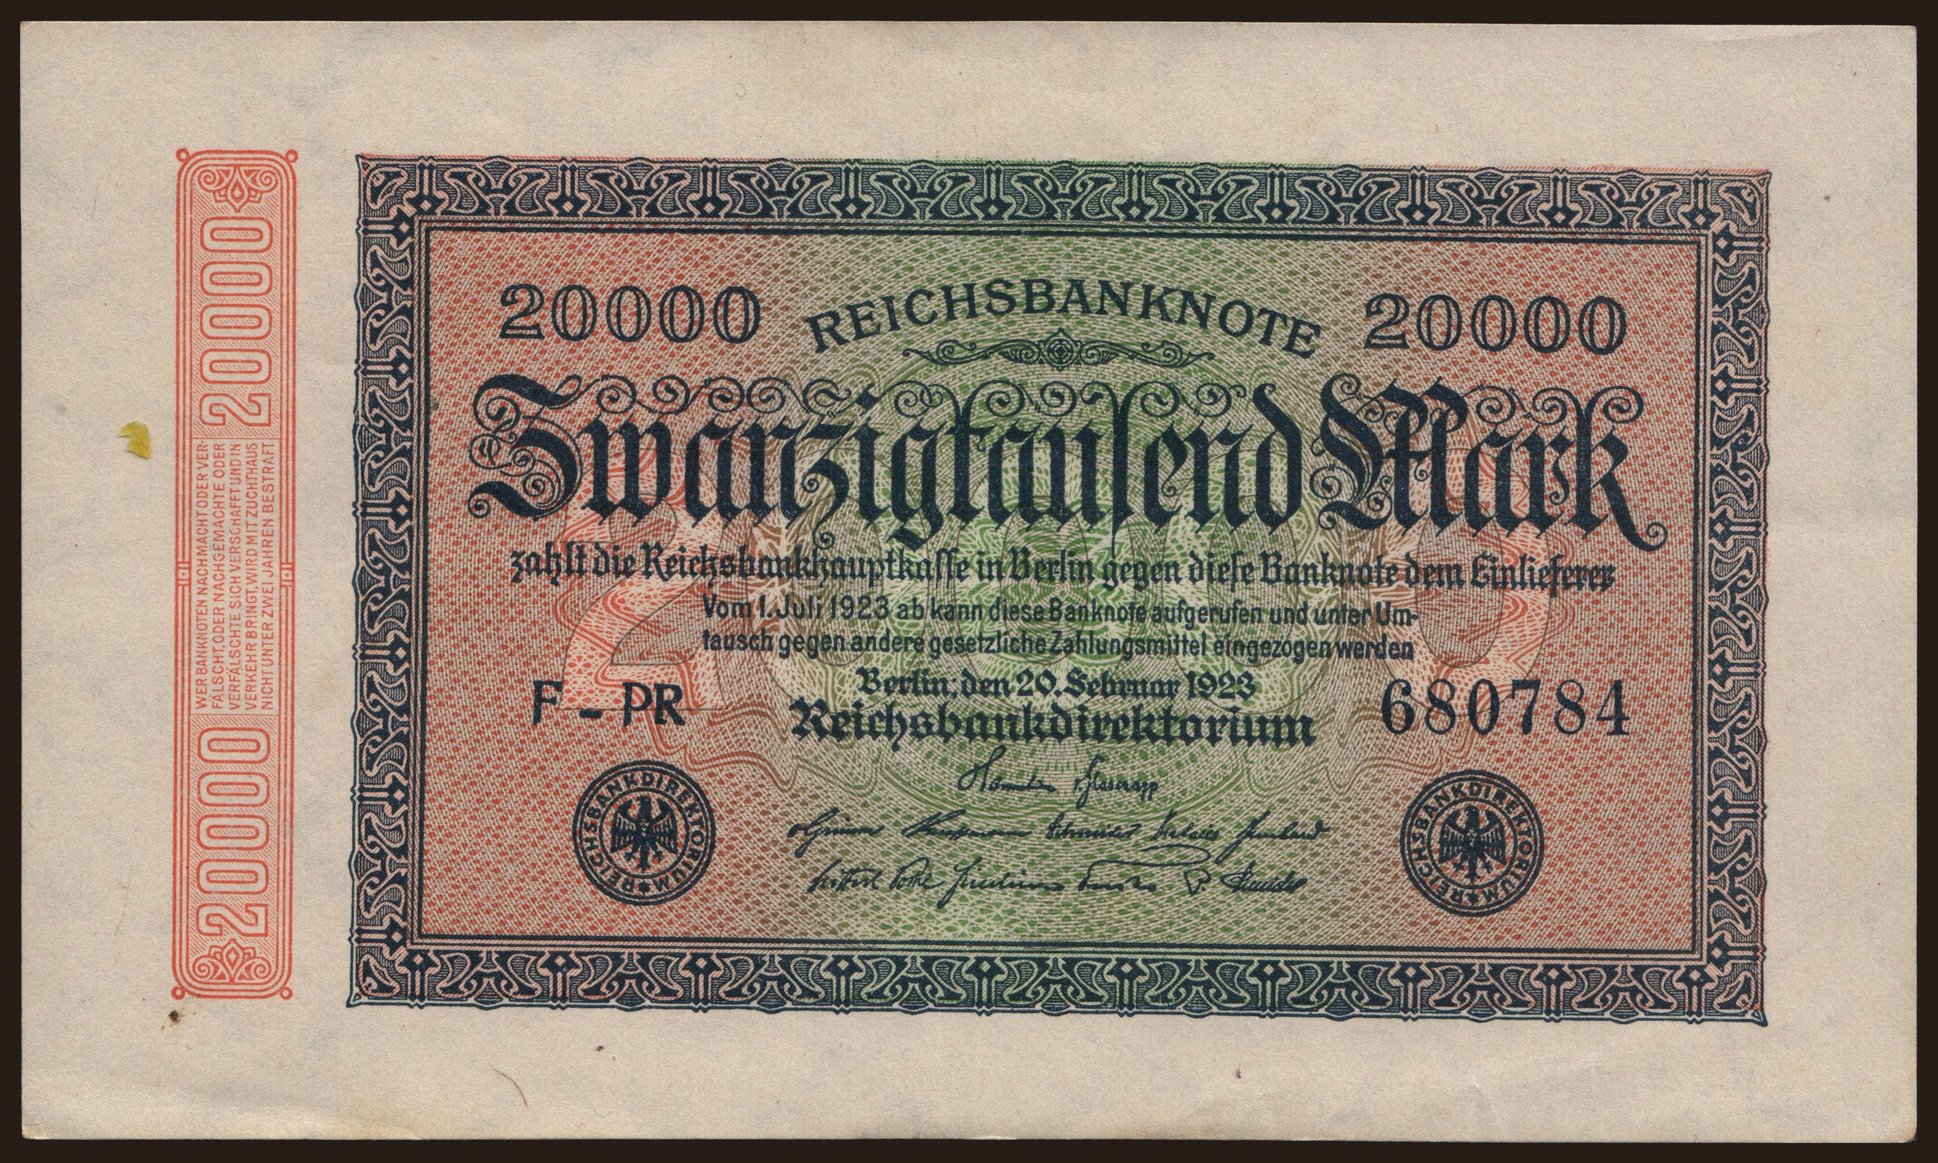 20000
WER BANKNOTEN NACHMACHT ODER VER-
FÄLSCHT, ODER NACHGEMACHTE ODER
VERFÄLSCHTE SICH VERSCHAFFT UND IN
VERKEHR BRINGT, WIRD MIT ZUCHTHAUS
NICHT UNTER ZWEI JAHREN BESTRAFT
20000
20000
REICHSBANKNOTE
20000
Zwanzigtausend Mark
zahlt die Reichsbankhauptkasse in Berlin gegen diese Banknote dem Einlieferer
Vom 1. Juli 1923 ab kann diese Banknote aufgerufen und unter Um-
tausch gegen andere gesetzliche Zahlungsmittel eingezogen werden
Berlin, den 20. Februar 1923
F - PR
Reichsbankdirektorium
680784
REICHSBANKDIREKTORIUM
REICHSBANKDIREKTORIUM
20000